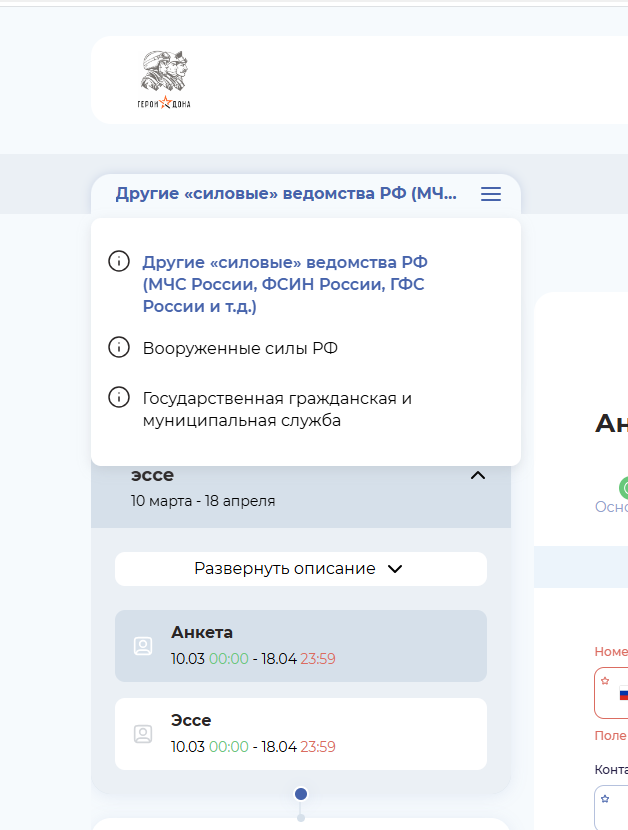 ГЕРОИ ДОНА
Другие «силовые» ведомства РФ (МЧ...
Другие «силовые» ведомства РФ
(МЧС России, ФСИН России, ГФС
России и т.д.)
Вооруженные силы РФ
Государственная гражданская и
муниципальная служба
эссе
10 марта - 18 апреля
Развернуть описание
Анкета
10.03 00:00 - 18.04 23:59
Эссе
10.03 00:00 - 18.04 23:59
Ан
Осно
Номе
Поле
Конта